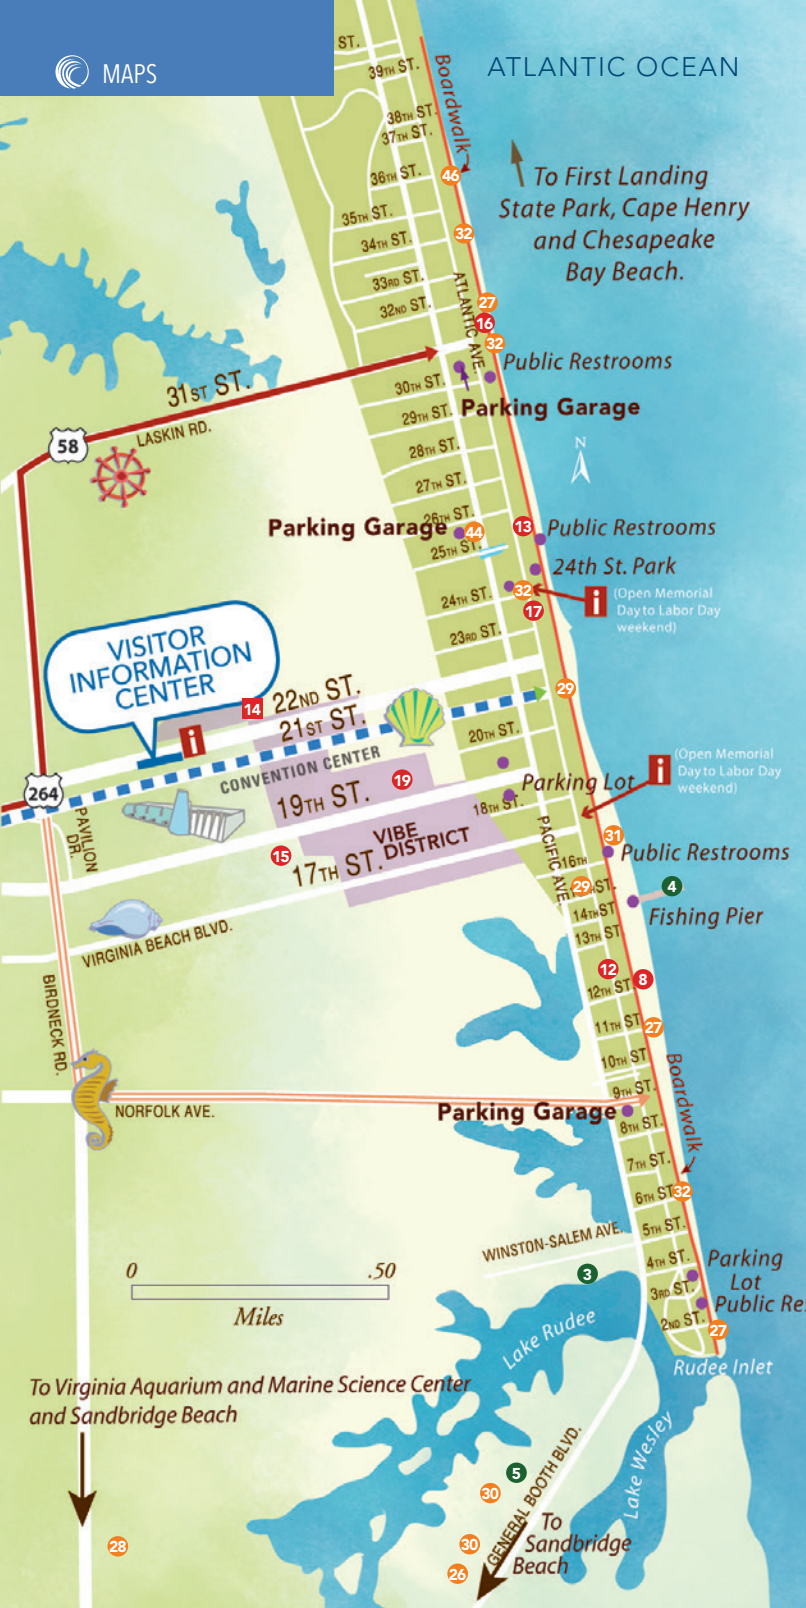 MAPS
ATLANTIC OCEAN
ST.
39TH ST.
Boardwalk
38TH ST.
37TH ST.
36TH ST.
46
To First Landing
State Park, Cape Henry
and Chesapeake
Bay Beach.
35TH ST.
34TH ST.
32
33RD ST.
32ND ST.
ATLANTIC AVE.
27
16
32
Public Restrooms
31ST ST.
LASKIN RD.
58
30TH ST.
Parking Garage
29TH ST.
28TH ST.
N
27TH ST.
26TH ST.
Parking Garage
44
13
Public Restrooms
25TH ST.
24th St. Park
24TH ST.
32
17
i
(Open Memorial
Day to Labor Day
weekend)
23RD ST.
VISITOR
INFORMATION
CENTER
14
22ND ST.
29
21ST ST.
i
20TH ST.
CONVENTION CENTER
19
Parking Lot
i
(Open Memorial
Day to Labor Day
weekend)
264
19TH ST.
18TH ST.
PAVILION
DR.
VIBE
DISTRICT
PACIFIC AVE.
31
Public Restrooms
15
17TH ST.
16TH
29
ST.
4
Fishing Pier
14TH ST
13TH ST
VIRGINIA BEACH BLVD.
12
8
12TH ST.
BIRDNECK RD.
11TH ST
27
10TH ST
Boardwalk
9TH ST.
NORFOLK AVE.
Parking Garage
8TH ST.
7TH ST.
6TH ST
32
5TH ST.
WINSTON-SALEM AVE.
4TH ST.
Parking
Lot
3
3RD ST.
Public Re
0 .50
Miles
2ND ST.
27
Lake Rudee
Rudee Inlet
To Virginia Aquarium and Marine Science Center
and Sandbridge Beach
Lake Wesley
5
GENERAL BOOTH BLVD.
30
To
Sandbridge
Beach
28
30
26